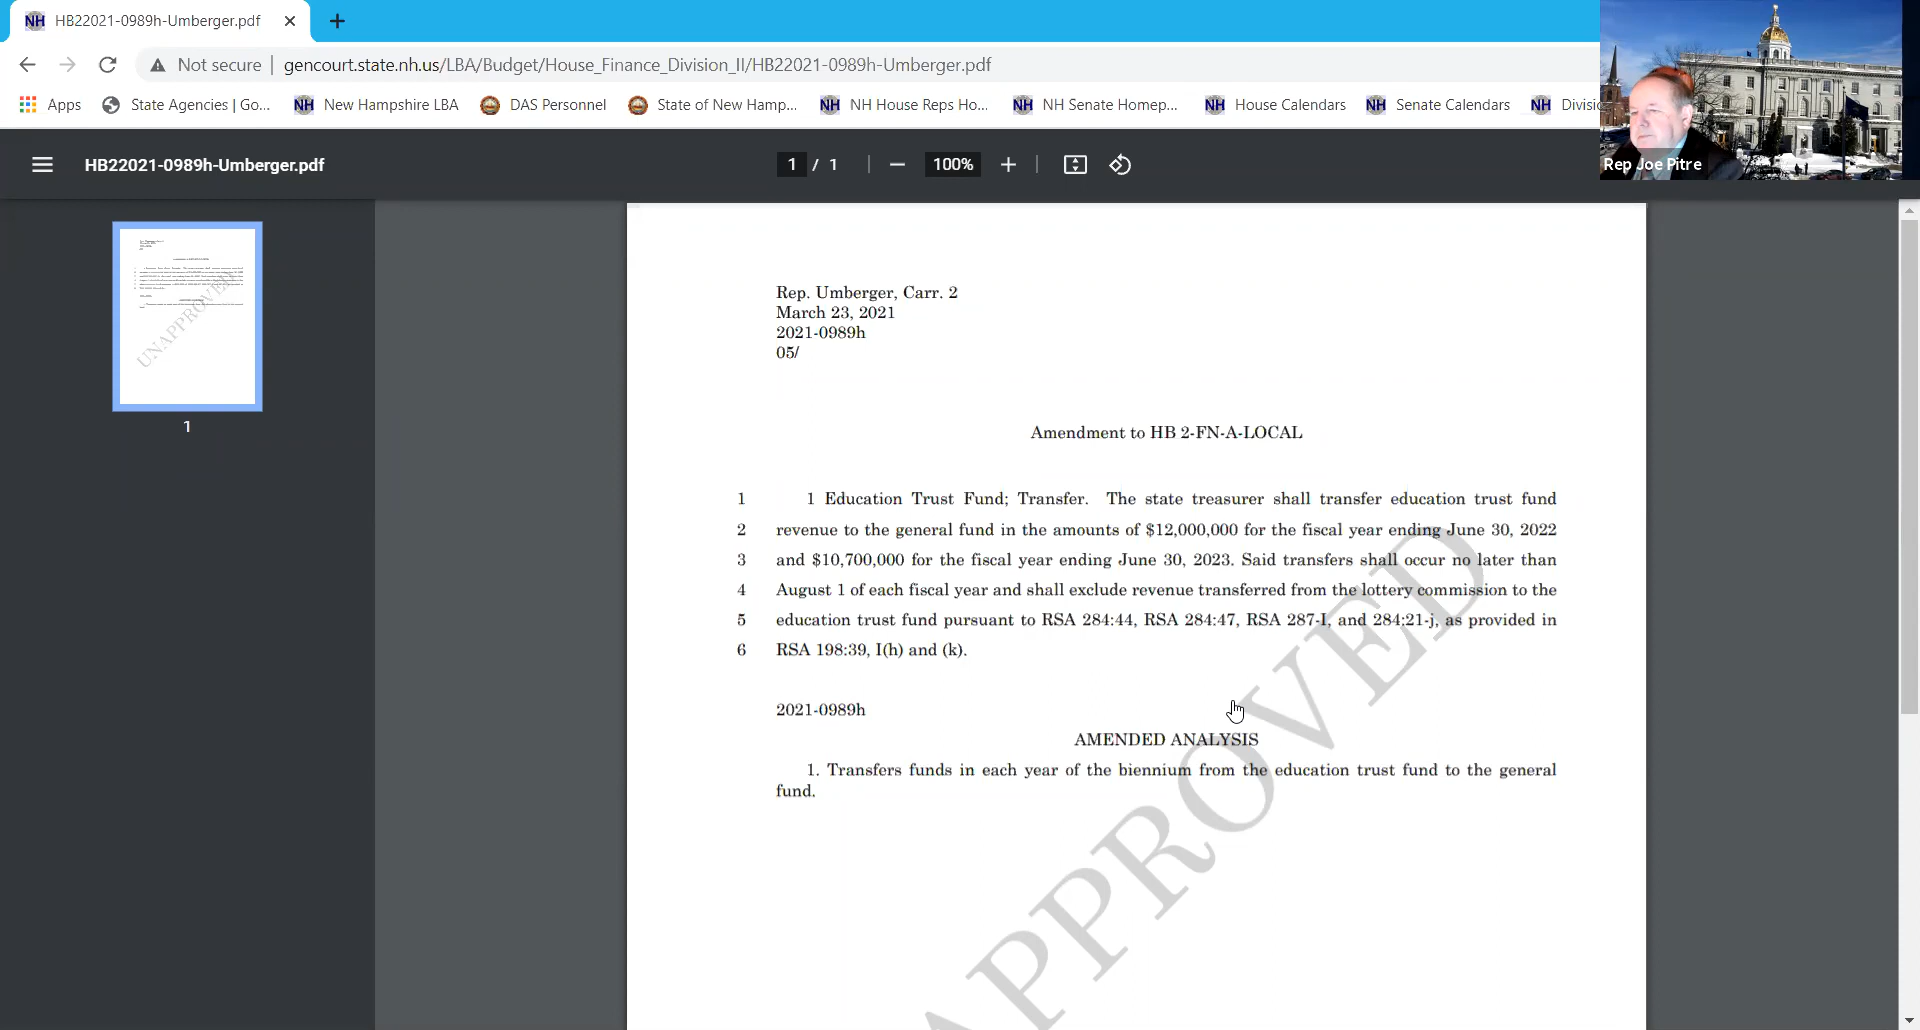 NH HB22021-0989h-Umberger.pdf
Not secure gencourt.state.nh.us/LBA/Budget/House_Finance_Division_II/HB22021-0989h-Umberger.pdf
Apps State Agencies | Go... NH New Hampshire LBA DAS Personnel State of New Hamp... NH NH House Reps Ho... NH NH Senate Homep... NH House Calendars NH Senate Calendars NH
Rep Joe Pitre
HB22021-0989h-Umberger.pdf 1 / 1 100%
UNAPPROVED
1
Rep. Umberger, Carr. 2
March 23, 2021
2021-0989h
05/
Amendment to HB 2-FN-A-LOCAL
1 1 Education Trust Fund; Transfer. The state treasurer shall transfer education trust fund
2 revenue to the general fund in the amounts of $12,000,000 for the fiscal year ending June 30, 2022
3 and $10,700,000 for the fiscal year ending June 30, 2023. Said transfers shall occur no later than
4 August 1 of each fiscal year and shall exclude revenue transferred from the lottery commission to the
5 education trust fund pursuant to RSA 284:44, RSA 284:47, RSA 287-I, and 284:21-j, as provided in
6 RSA 198:39, I(h) and (k).
2021-0989h
AMENDED ANALYSIS
1. Transfers funds in each year of the biennium from the education trust fund to the general
fund.
APPROVED